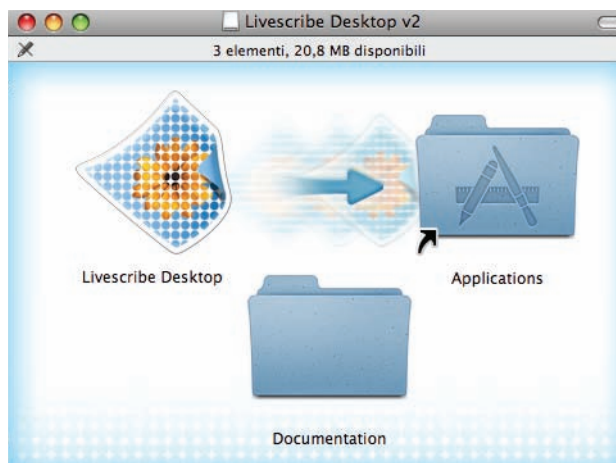 Livescribe Desktop v2
3 elementi, 20,8 MB disponibili
Livescribe Desktop
Applications
Documentation